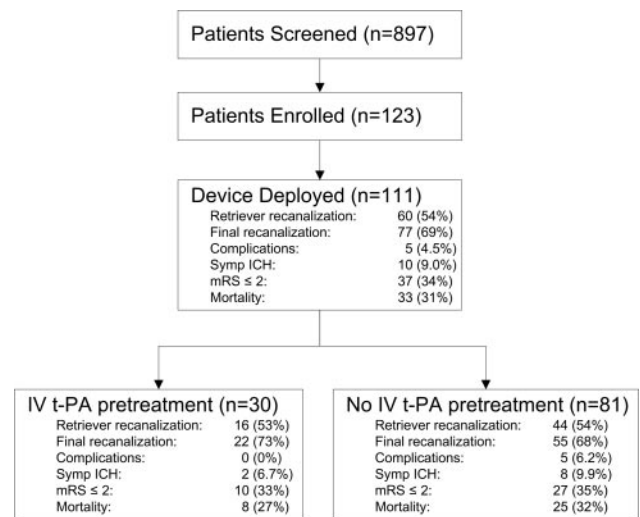 Patients Screened (n=897)
Patients Enrolled (n=123)
Device Deployed (n=111)
Retriever recanalization: 60 (54%)
Final recanalization: 77 (69%)
Complications: 5 (4.5%)
Symp ICH: 10 (9.0%)
mRS ≤ 2: 37 (34%)
Mortality: 33 (31%)
IV t-PA pretreatment (n=30)
Retriever recanalization: 16 (53%)
Final recanalization: 22 (73%)
Complications: 0 (0%)
Symp ICH: 2 (6.7%)
mRS ≤ 2: 10 (33%)
Mortality: 8 (27%)
No IV t-PA pretreatment (n=81)
Retriever recanalization: 44 (54%)
Final recanalization: 55 (68%)
Complications: 5 (6.2%)
Symp ICH: 8 (9.9%)
mRS ≤ 2: 27 (35%)
Mortality: 25 (32%)